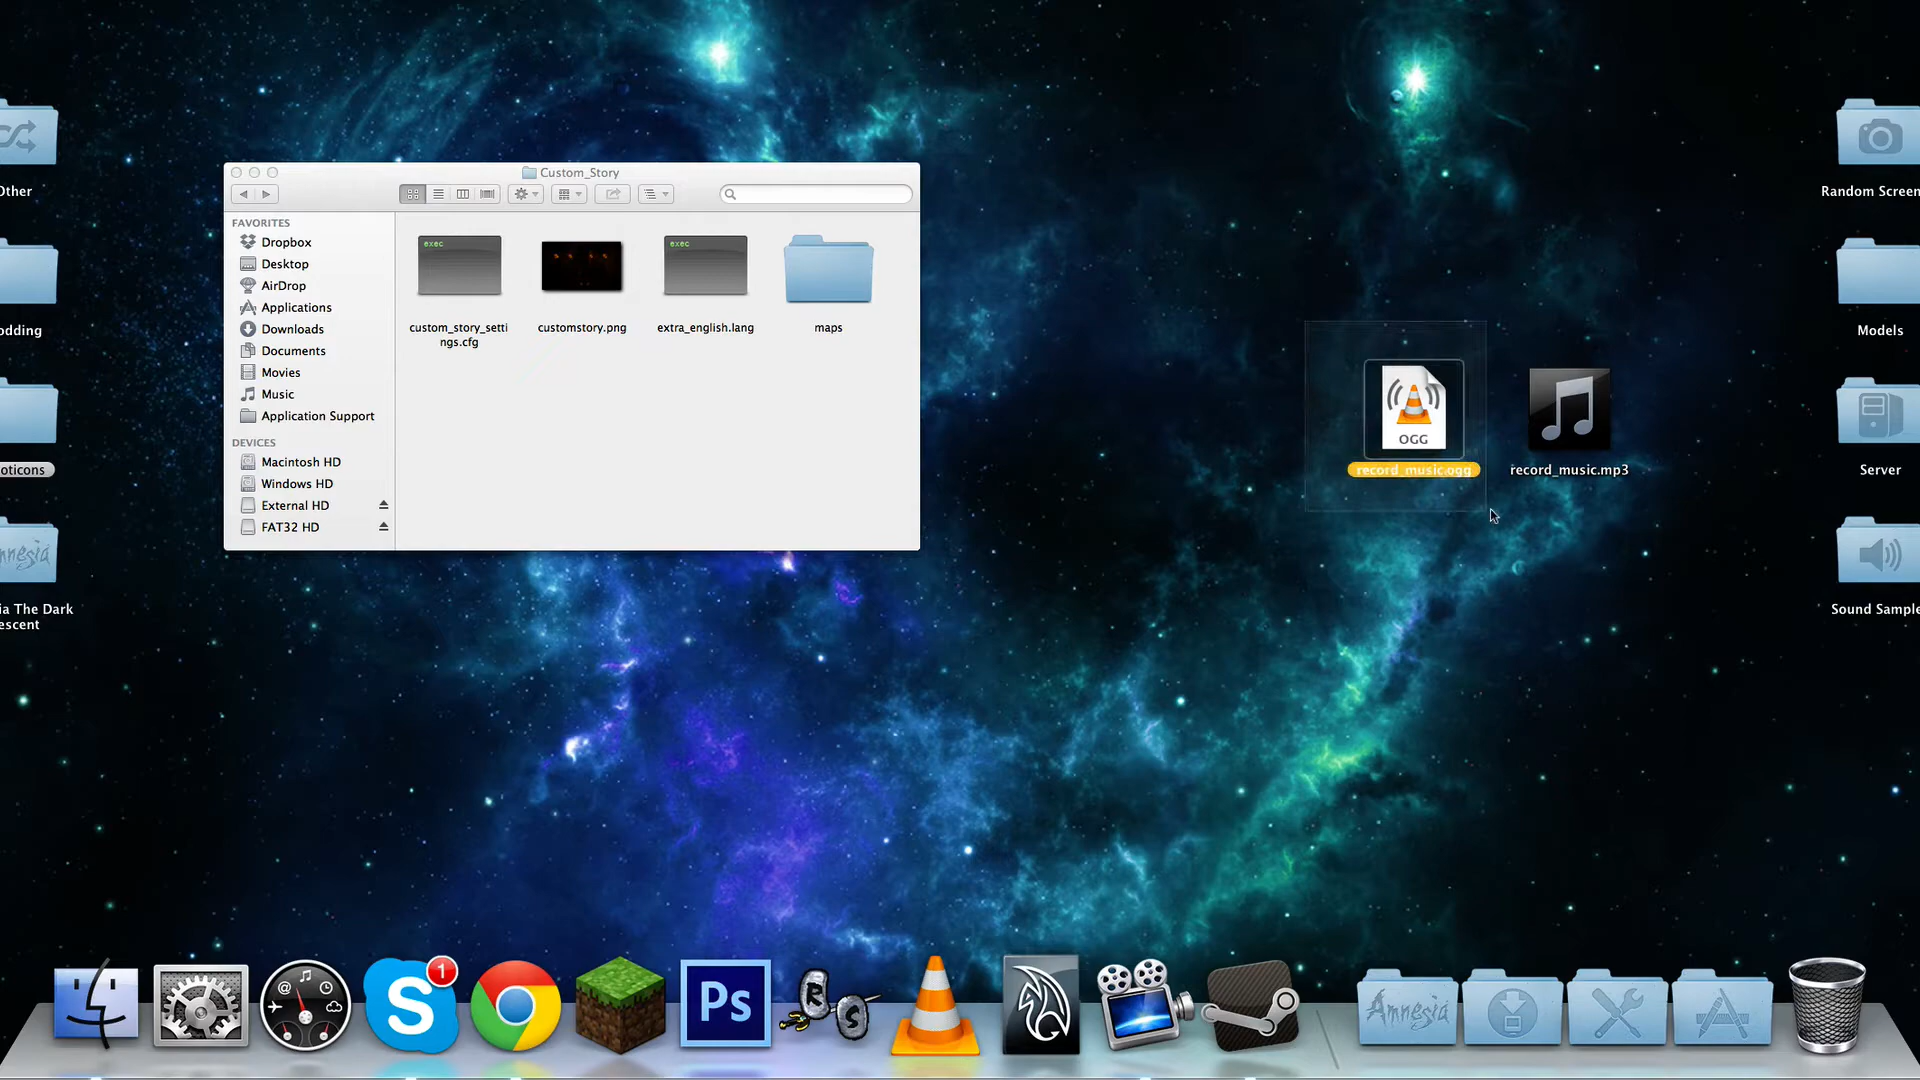 Custom_Story
FAVORITES
Dropbox
Desktop
AirDrop
Applications
Downloads
Documents
Movies
Music
Application Support
DEVICES
Macintosh HD
Windows HD
External HD
FAT32 HD
exec
custom_story_setti
ngs.cfg
customstory.png
exec
extra_english.lang
maps
Other
odding
oticons
nnesia
ia The Dark
escent
OGG
record_music.ogg
record_music.mp3
Random Screen
Models
Server
Sound Sample
1
S
Ps
R
S
Amnesia